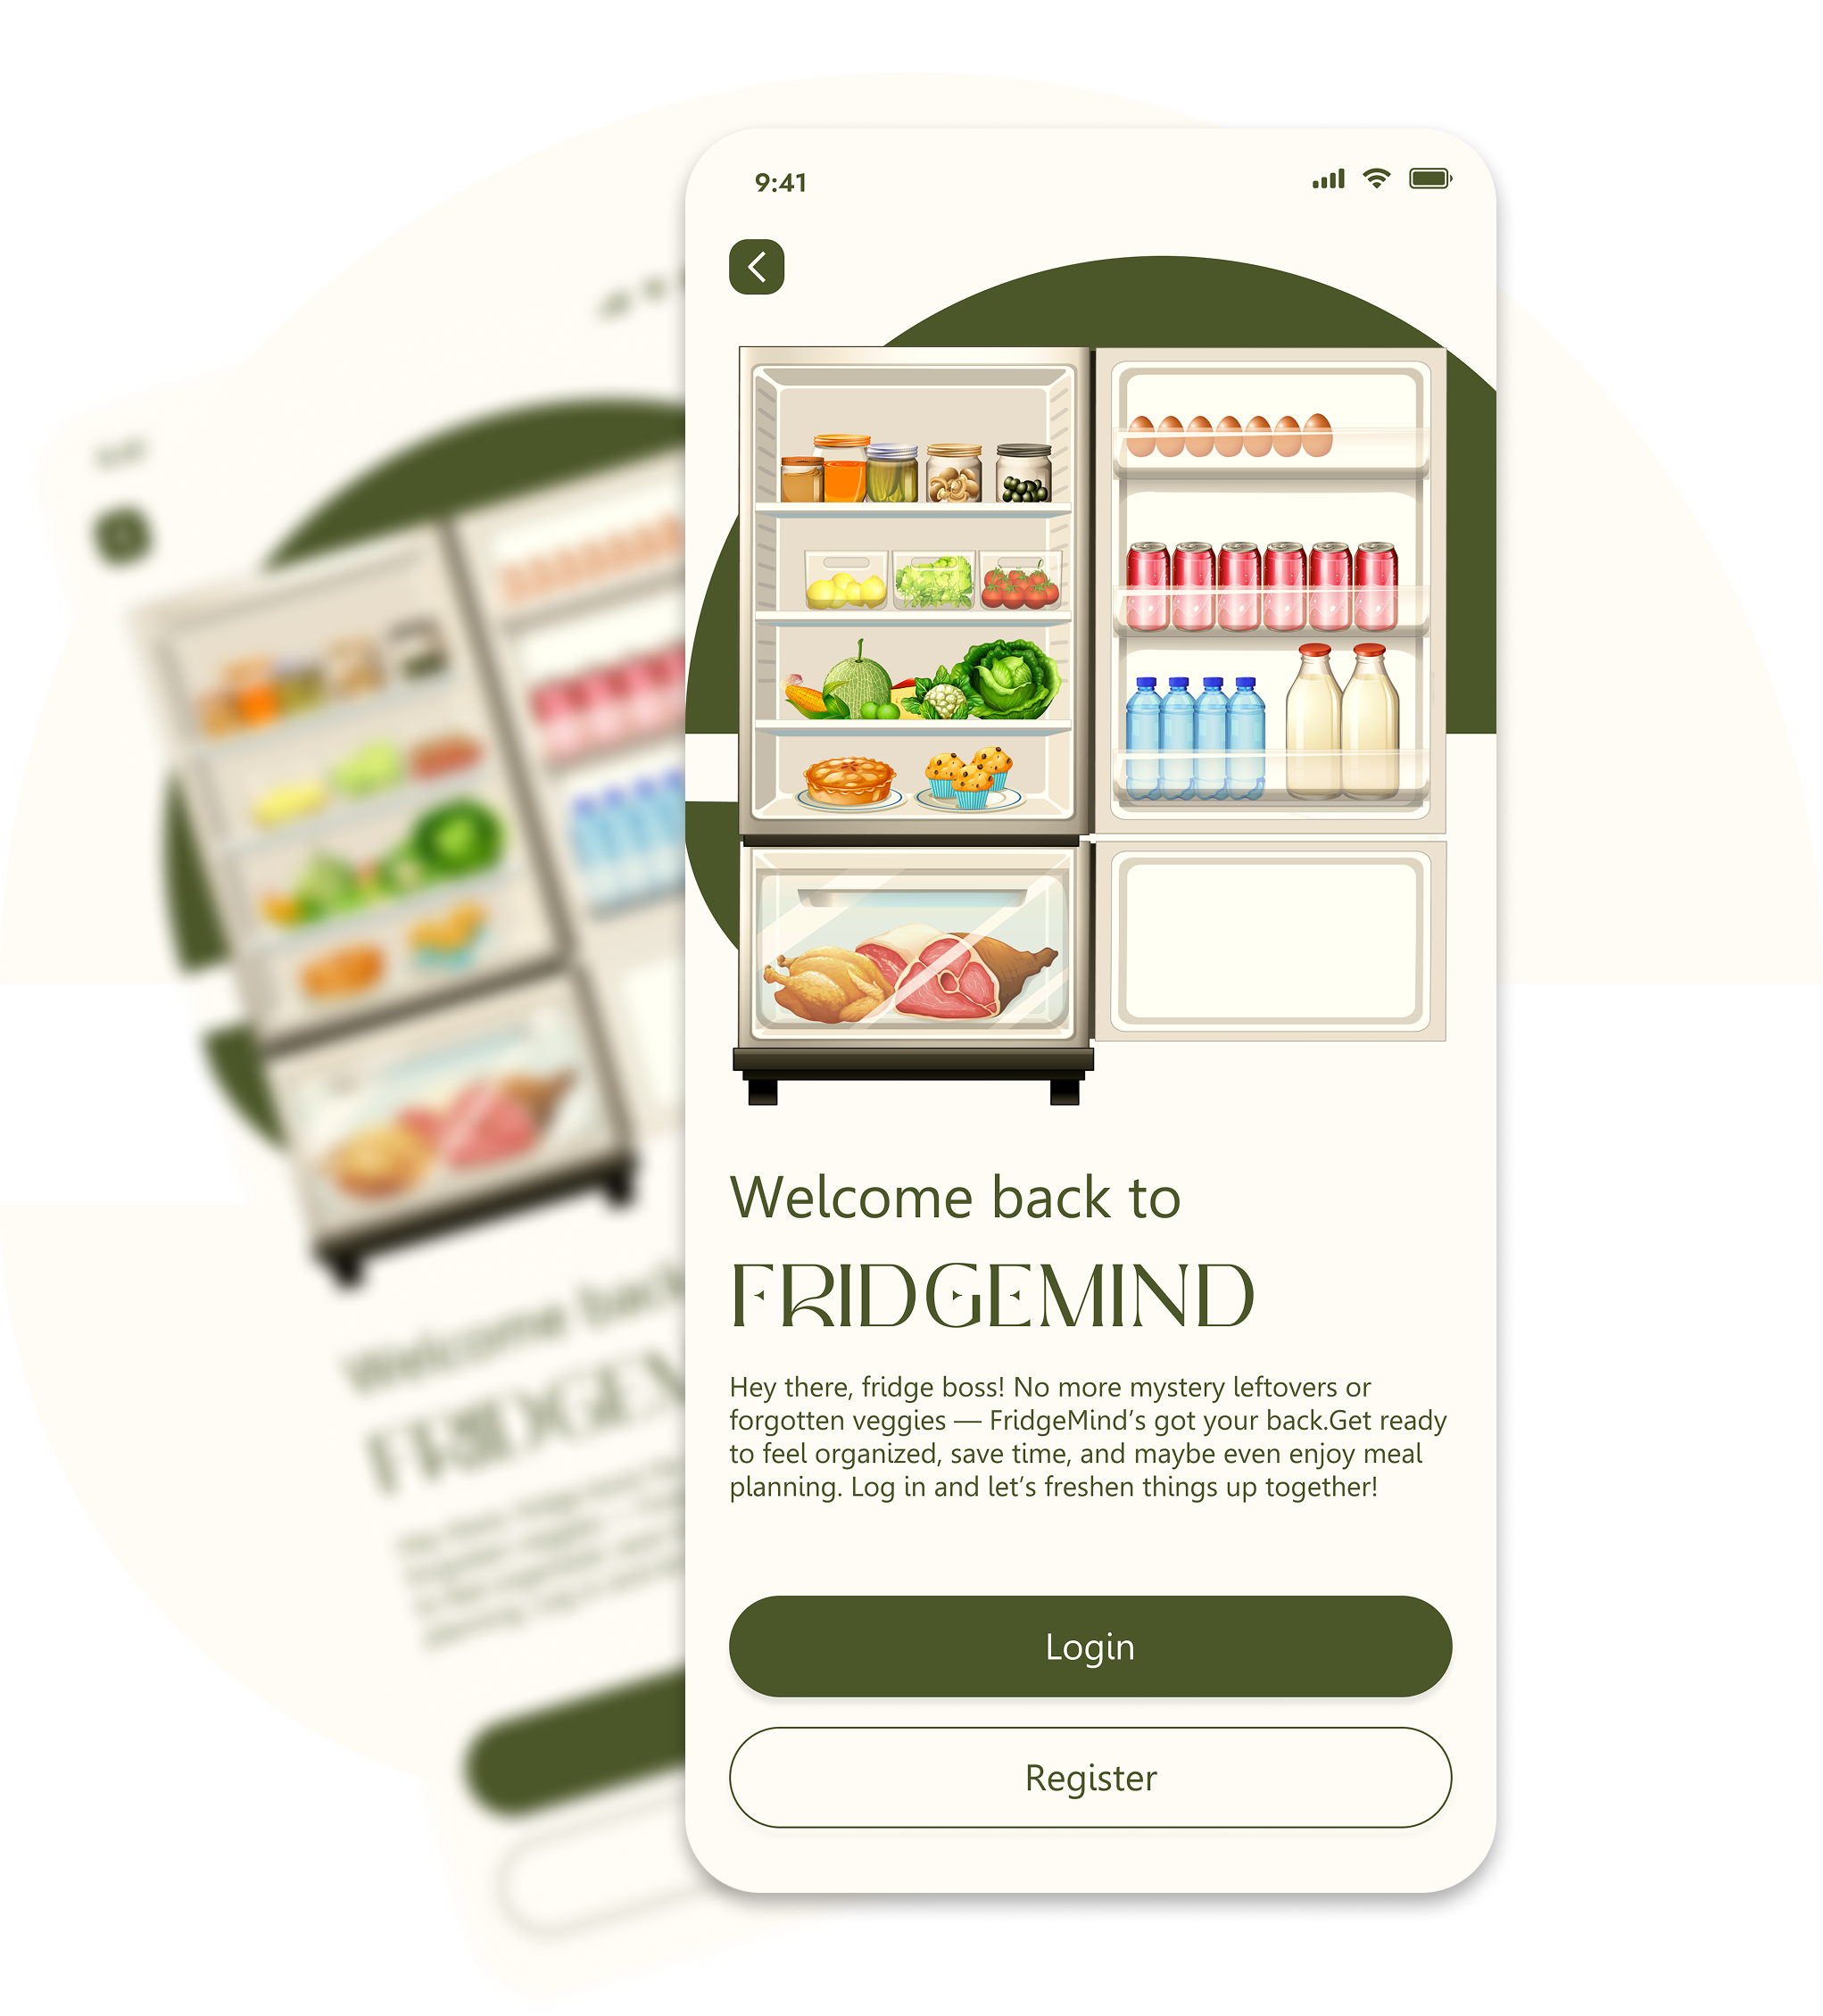 9:41
Welcome back to
FRIDGEMIND
Hey there, fridge boss! No more mystery leftovers or
forgotten veggies — FridgeMind’s got your back.Get ready
to feel organized, save time, and maybe even enjoy meal
planning. Log in and let’s freshen things up together!
Login
Register
Welcome back